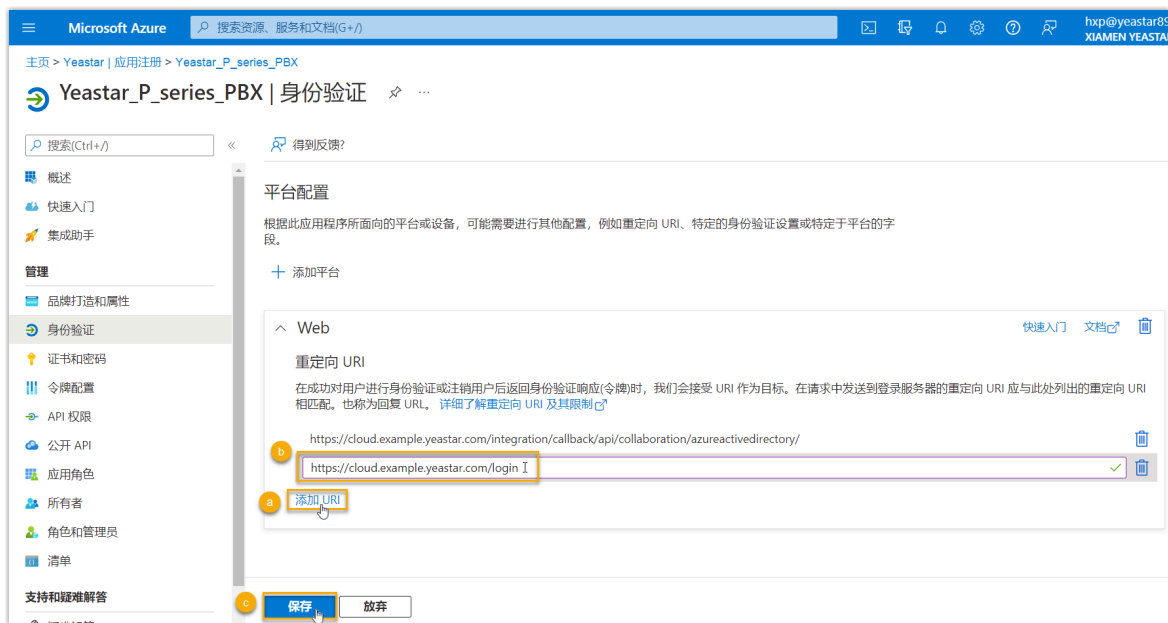 Microsoft Azure
搜索资源、服务和文档(G+/)
hxp@yeastar89
XIAMEN YEASTAR
主页 > Yeastar | 应用注册 > Yeastar_P_series_PBX
Yeastar_P_series_PBX | 身份验证
搜索(Ctrl+/)
«
得到反馈?
概述
快速入门
集成助手
管理
品牌打造和属性
身份验证
证书和密码
令牌配置
API 权限
公开 API
应用角色
所有者
角色和管理员
清单
支持和疑难解答
平台配置
根据此应用程序所面向的平台或设备，可能需要进行其他配置，例如重定向 URI、特定的身份验证设置或特定于平台的字
段。
添加平台
Web
快速入门
文档
重定向 URI
在成功对用户进行身份验证或注销用户后返回身份验证响应(令牌)时，我们会接受 URI 作为目标。在请求中发送到登录服务器的重定向 URI 应与此处列出的重定向 URI
相匹配。也称为回复 URL。 详细了解重定向 URI 及其限制
https://cloud.example.yeastar.com/integration/callback/api/collaboration/azureactivedirectory/
b
https://cloud.example.yeastar.com/login
a
添加 URI
c
保存
放弃